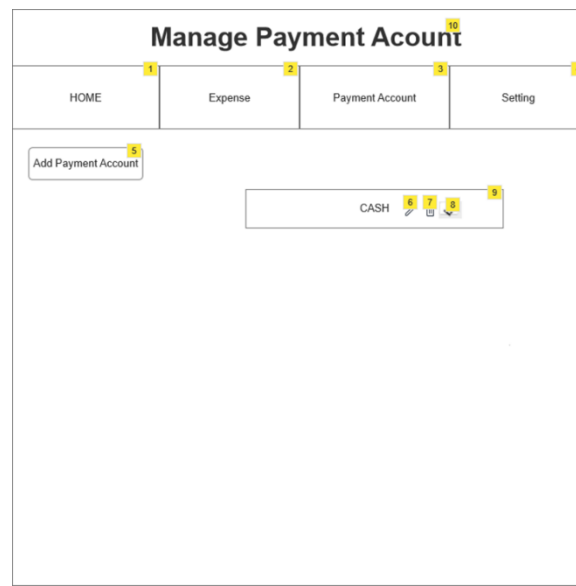 Manage Payment Acount
10
1
2
3
HOME
Expense
Payment Account
Setting
5
Add Payment Account
9
CASH
6
7
8